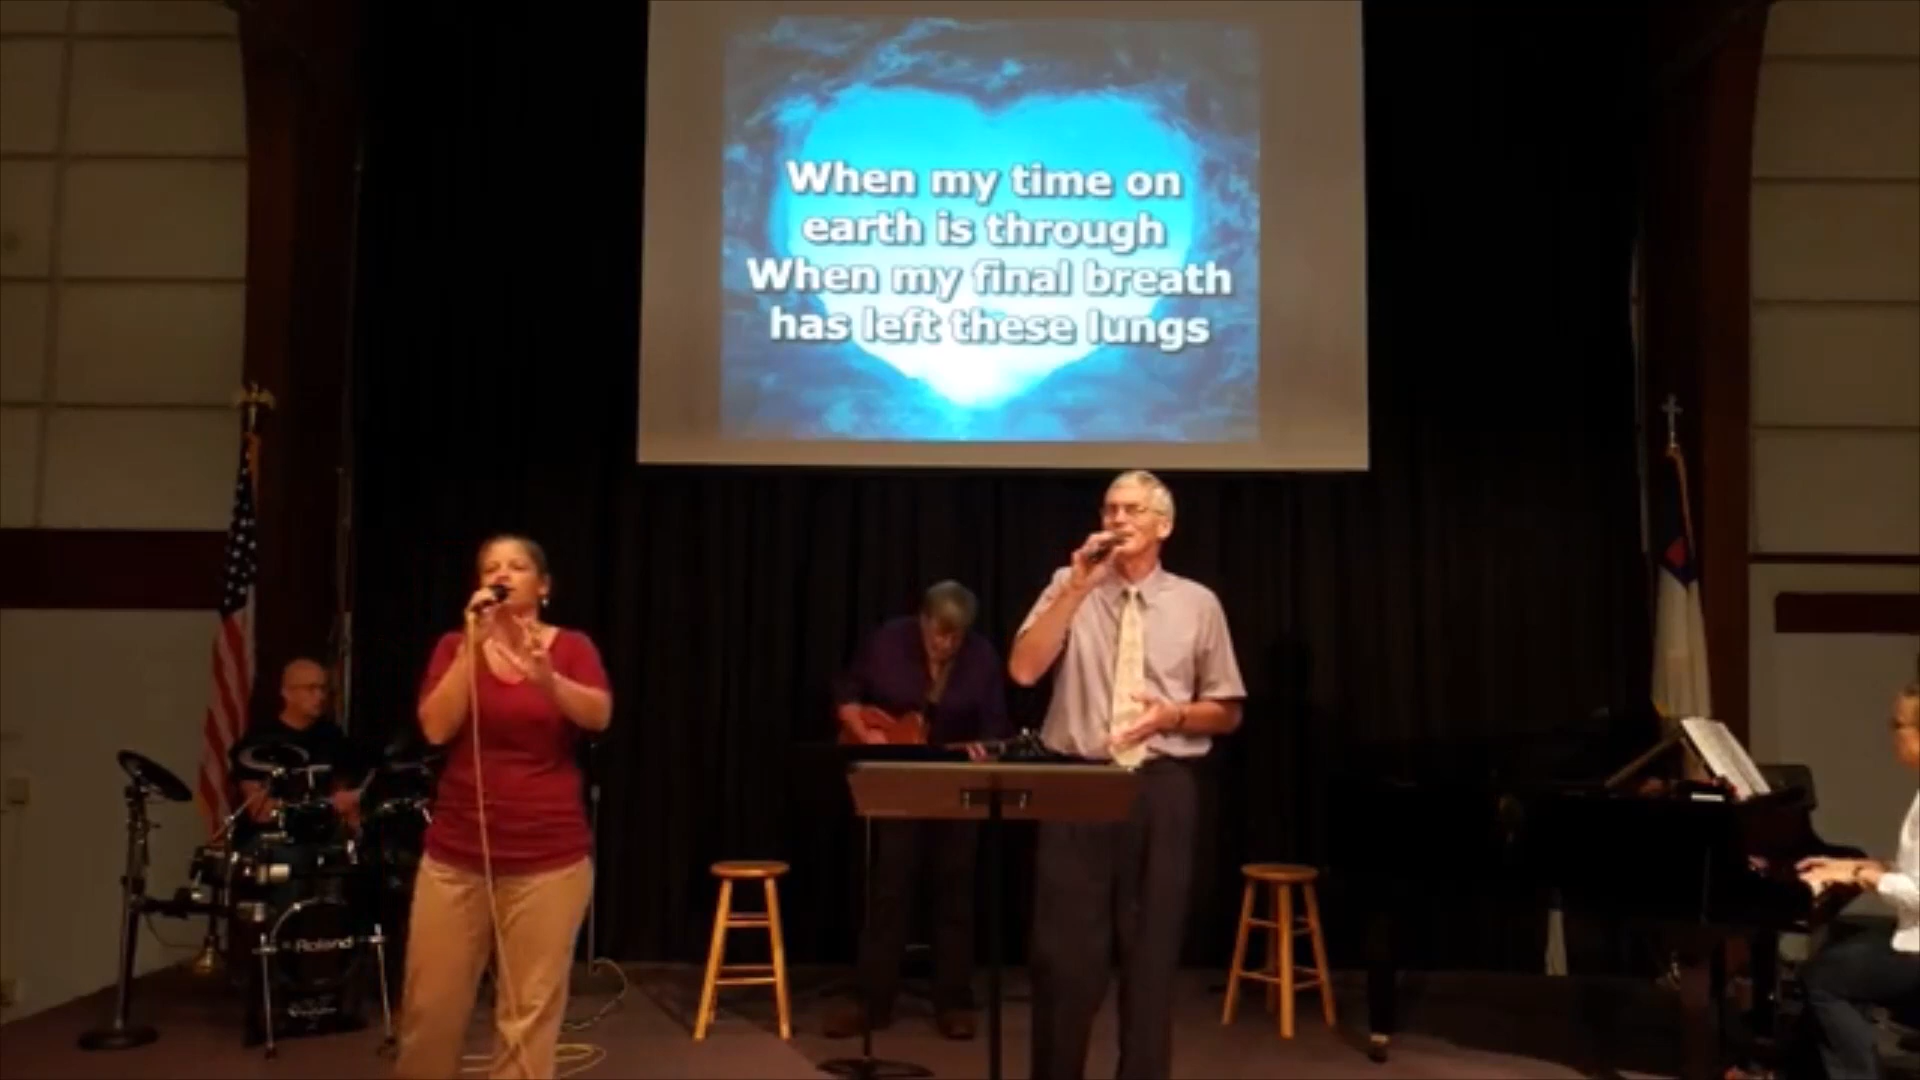 When my time on
earth is through
When my final breath
has left these lungs
Roland